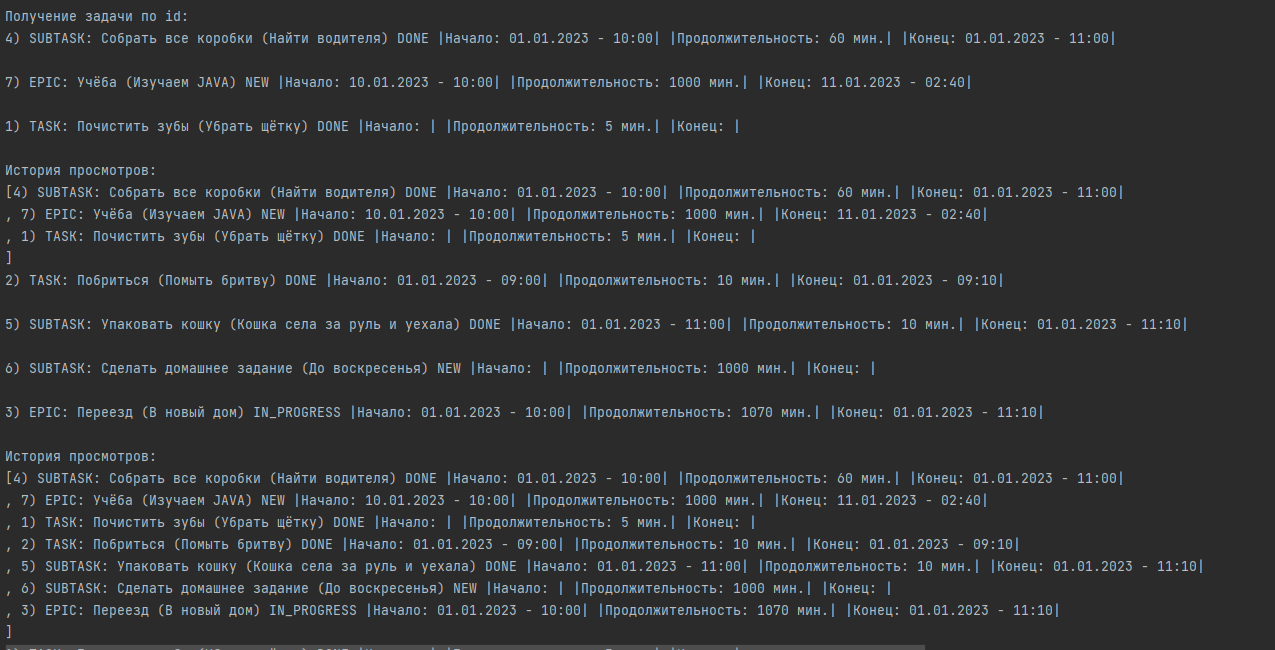 Получение задачи по id:
4) SUBTASK: Собрать все коробки (Найти водителя) DONE |Начало: 01.01.2023 - 10:00| |Продолжительность: 60 мин.| |Конец: 01.01.2023 - 11:00|
7) EPIC: Учёба (Изучаем JAVA) NEW |Начало: 10.01.2023 - 10:00| |Продолжительность: 1000 мин.| |Конец: 11.01.2023 - 02:40|
1) TASK: Почистить зубы (Убрать щётку) DONE |Начало: | |Продолжительность: 5 мин.| |Конец: |
История просмотров:
[4) SUBTASK: Собрать все коробки (Найти водителя) DONE |Начало: 01.01.2023 - 10:00| |Продолжительность: 60 мин.| |Конец: 01.01.2023 - 11:00|
, 7) EPIC: Учёба (Изучаем JAVA) NEW |Начало: 10.01.2023 - 10:00| |Продолжительность: 1000 мин.| |Конец: 11.01.2023 - 02:40|
, 1) TASK: Почистить зубы (Убрать щётку) DONE |Начало: | |Продолжительность: 5 мин.| |Конец: |
]
2) TASK: Побриться (Помыть бритву) DONE |Начало: 01.01.2023 - 09:00| |Продолжительность: 10 мин.| |Конец: 01.01.2023 - 09:10|
5) SUBTASK: Упаковать кошку (Кошка села за руль и уехала) DONE |Начало: 01.01.2023 - 11:00| |Продолжительность: 10 мин.| |Конец: 01.01.2023 - 11:10|
6) SUBTASK: Сделать домашнее задание (До воскресенья) NEW |Начало: | |Продолжительность: 1000 мин.| |Конец: |
3) EPIC: Переезд (В новый дом) IN_PROGRESS |Начало: 01.01.2023 - 10:00| |Продолжительность: 1070 мин.| |Конец: 01.01.2023 - 11:10|
История просмотров:
[4) SUBTASK: Собрать все коробки (Найти водителя) DONE |Начало: 01.01.2023 - 10:00| |Продолжительность: 60 мин.| |Конец: 01.01.2023 - 11:00|
, 7) EPIC: Учёба (Изучаем JAVA) NEW |Начало: 10.01.2023 - 10:00| |Продолжительность: 1000 мин.| |Конец: 11.01.2023 - 02:40|
, 1) TASK: Почистить зубы (Убрать щётку) DONE |Начало: | |Продолжительность: 5 мин.| |Конец: |
, 2) TASK: Побриться (Помыть бритву) DONE |Начало: 01.01.2023 - 09:00| |Продолжительность: 10 мин.| |Конец: 01.01.2023 - 09:10|
, 5) SUBTASK: Упаковать кошку (Кошка села за руль и уехала) DONE |Начало: 01.01.2023 - 11:00| |Продолжительность: 10 мин.| |Конец: 01.01.2023 - 11:10|
, 6) SUBTASK: Сделать домашнее задание (До воскресенья) NEW |Начало: | |Продолжительность: 1000 мин.| |Конец: |
, 3) EPIC: Переезд (В новый дом) IN_PROGRESS |Начало: 01.01.2023 - 10:00| |Продолжительность: 1070 мин.| |Конец: 01.01.2023 - 11:10|
]